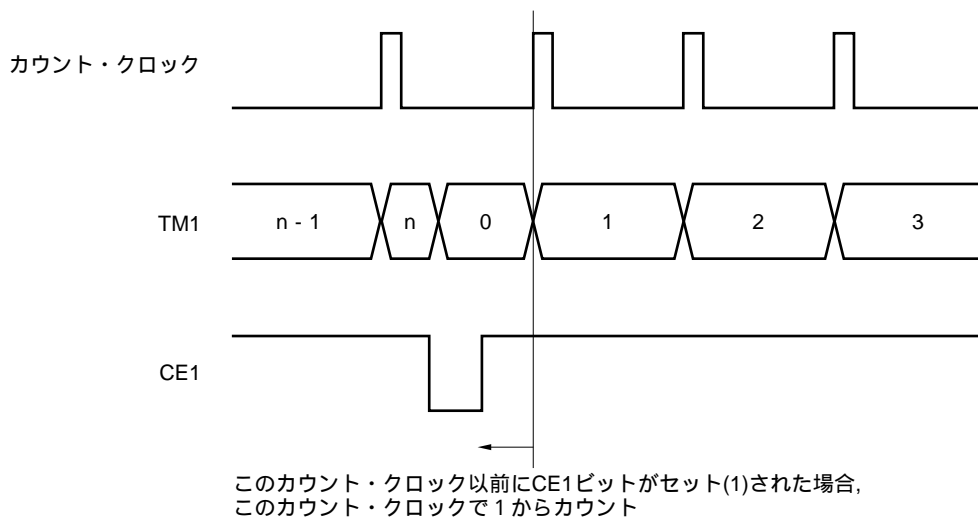 カウント・クロック
TM1
n - 1
n
0
1
2
3
CE1
このカウント・クロック以前にCE1ビットがセット(1)された場合,
このカウント・クロックで1からカウント